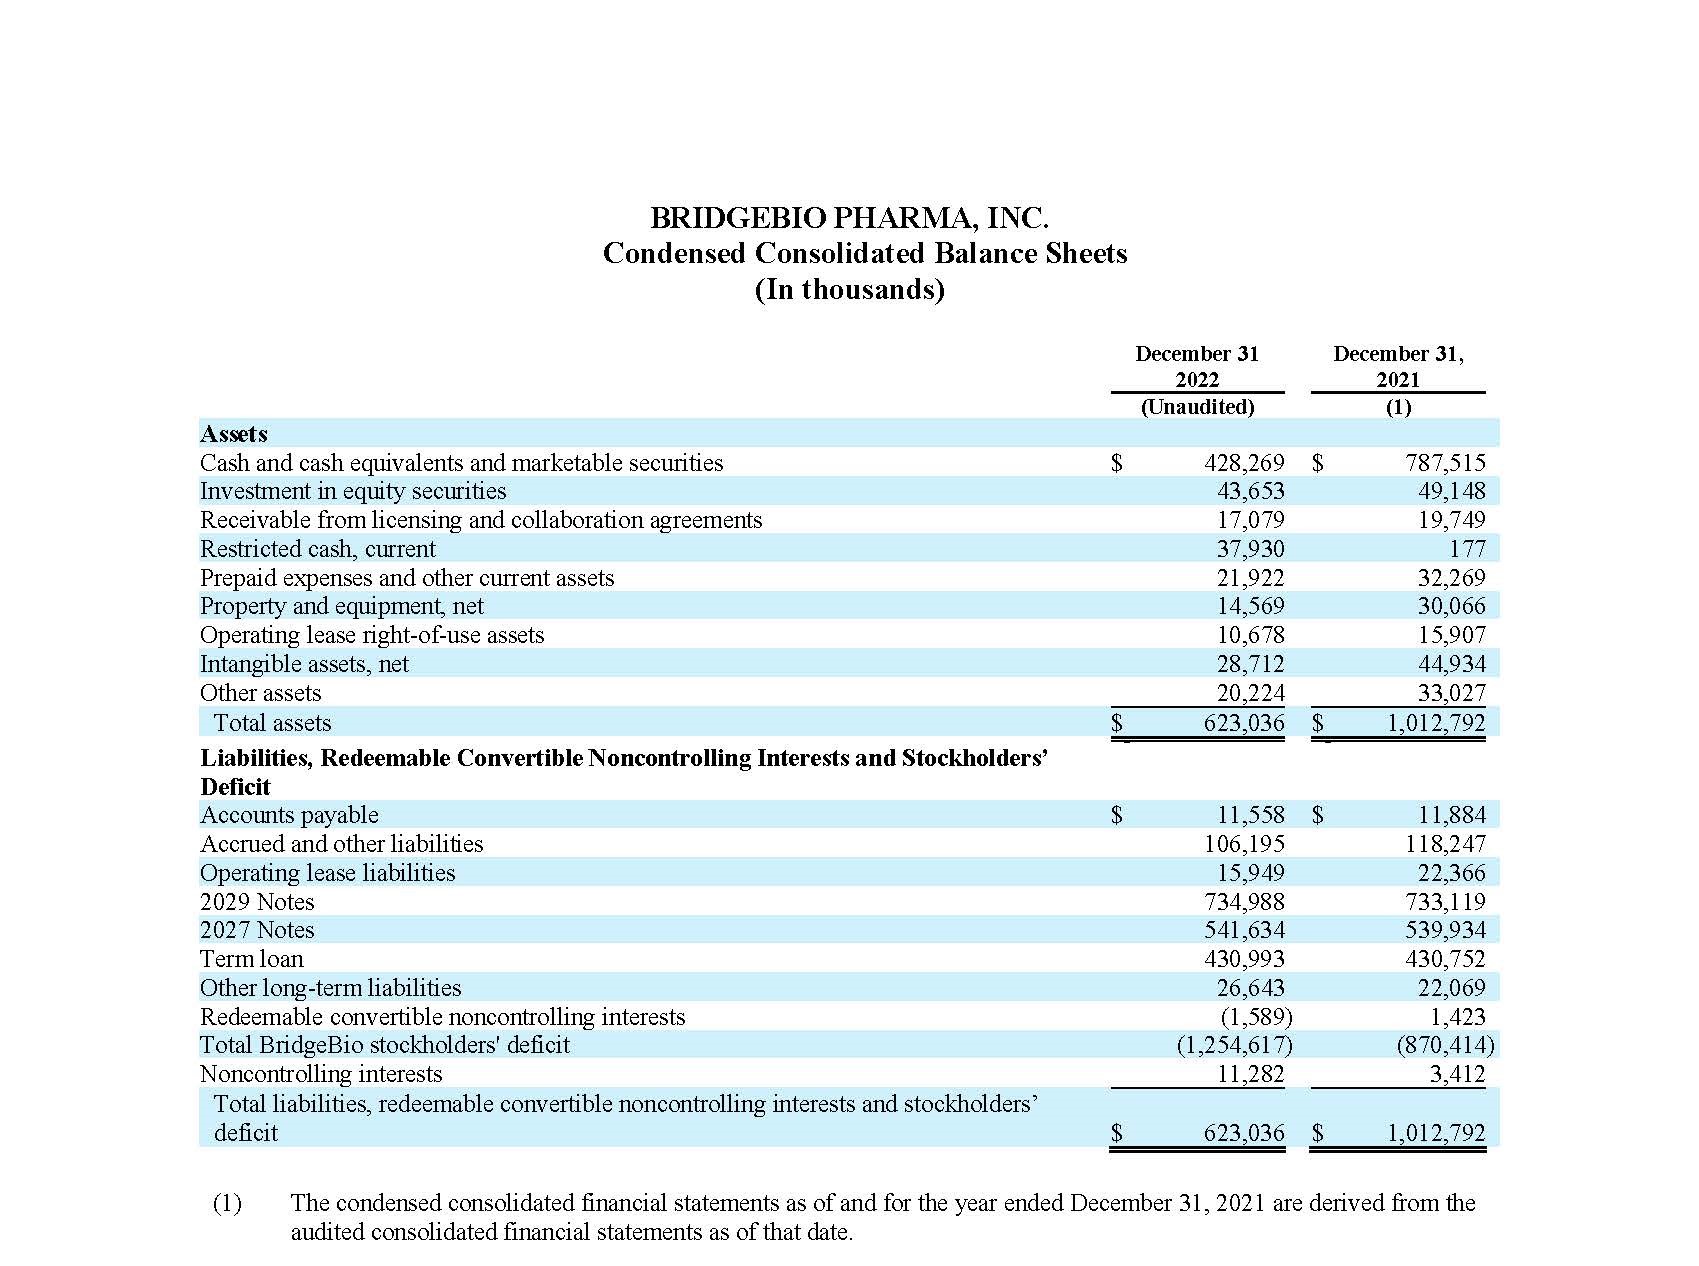 BRIDGEBIO PHARMA, INC.
Condensed Consolidated Balance Sheets
(In thousands)
December 31 December 31,
2022 2021
(Unaudited) (1)
Assets
Cash and cash equivalents and marketable securities $ 428,269 $ 787,515
Investment in equity securities 43,653 49,148
Receivable from licensing and collaboration agreements 17,079 19,749
Restricted cash, current 37,930 177
Prepaid expenses and other current assets 21,922 32,269
Property and equipment, net 14,569 30,066
Operating lease right-of-use assets 10,678 15,907
Intangible assets, net 28,712 44,934
Other assets 20,224 33,027
Total assets $ 623,036 $ 1,012,792
Liabilities, Redeemable Convertible Noncontrolling Interests and Stockholders’
Deficit
Accounts payable $ 11,558 $ 11,884
Accrued and other liabilities 106,195 118,247
Operating lease liabilities 15,949 22,366
2029 Notes 734,988 733,119
2027 Notes 541,634 539,934
Term loan 430,993 430,752
Other long-term liabilities 26,643 22,069
Redeemable convertible noncontrolling interests (1,589) 1,423
Total BridgeBio stockholders' deficit (1,254,617) (870,414)
Noncontrolling interests 11,282 3,412
Total liabilities, redeemable convertible noncontrolling interests and stockholders’
deficit $ 623,036 $ 1,012,792
(1) The condensed consolidated financial statements as of and for the year ended December 31, 2021 are derived from the
audited consolidated financial statements as of that date.